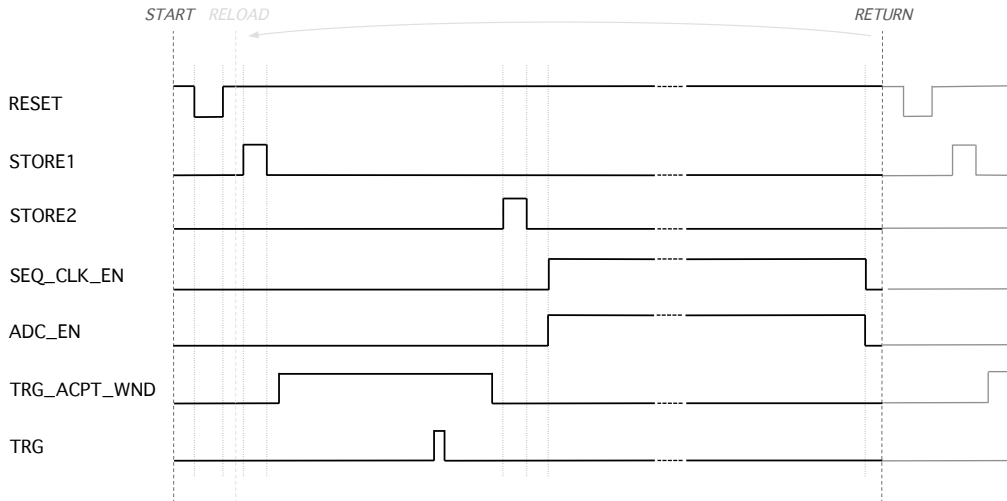 START RELOAD RETURN
RESET
STORE1
STORE2
SEQ_CLK_EN
ADC_EN
TRG_ACPT_WND
TRG